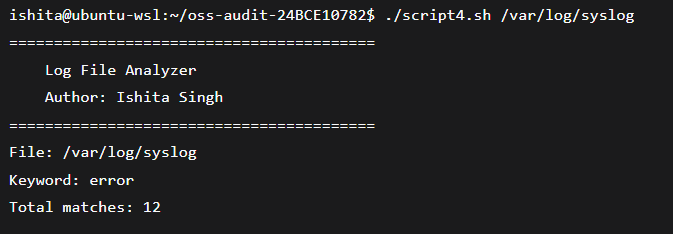 ishita@ubuntu-wsl:~/oss-audit-24BCE10782$ ./script4.sh /var/log/syslog
=========================================
Log File Analyzer
Author: Ishita Singh
=========================================
File: /var/log/syslog
Keyword: error
Total matches: 12